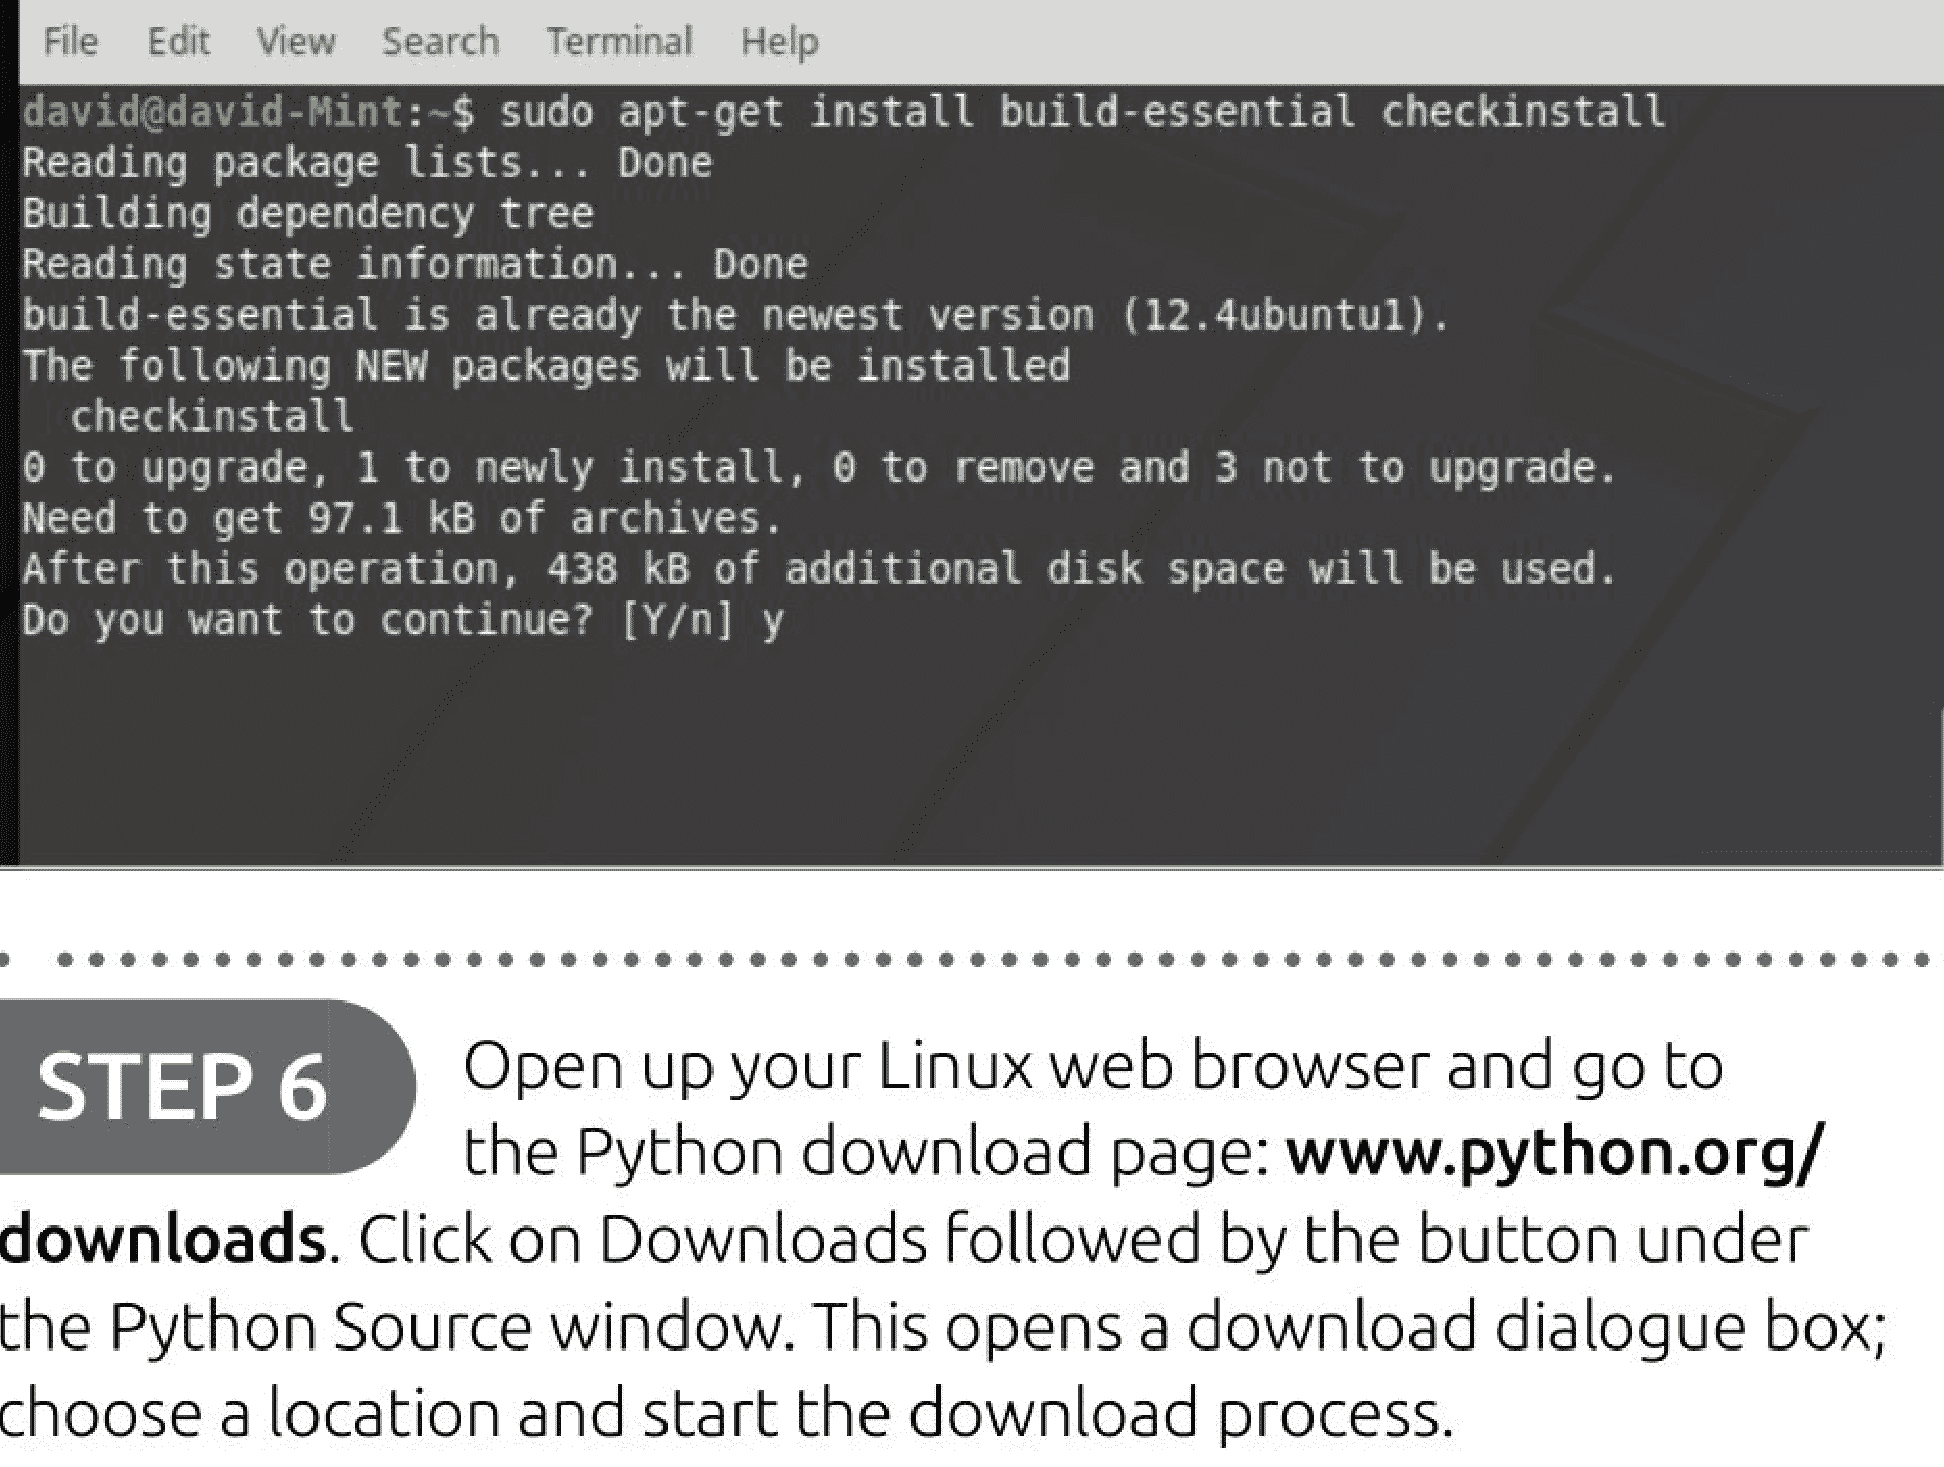 File Edit View Search Terminal Help
david@david-Mint:~$ sudo apt-get install build-essential checkinstall
Reading package lists... Done
Building dependency tree
Reading state information... Done
build-essential is already the newest version (12.4ubuntu1).
The following NEW packages will be installed
  checkinstall
0 to upgrade, 1 to newly install, 0 to remove and 3 not to upgrade.
Need to get 97.1 kB of archives.
After this operation, 438 kB of additional disk space will be used.
Do you want to continue? [Y/n] y
STEP 6
Open up your Linux web browser and go to
the Python download page: www.python.org/
downloads. Click on Downloads followed by the button under
the Python Source window. This opens a download dialogue box;
choose a location and start the download process.